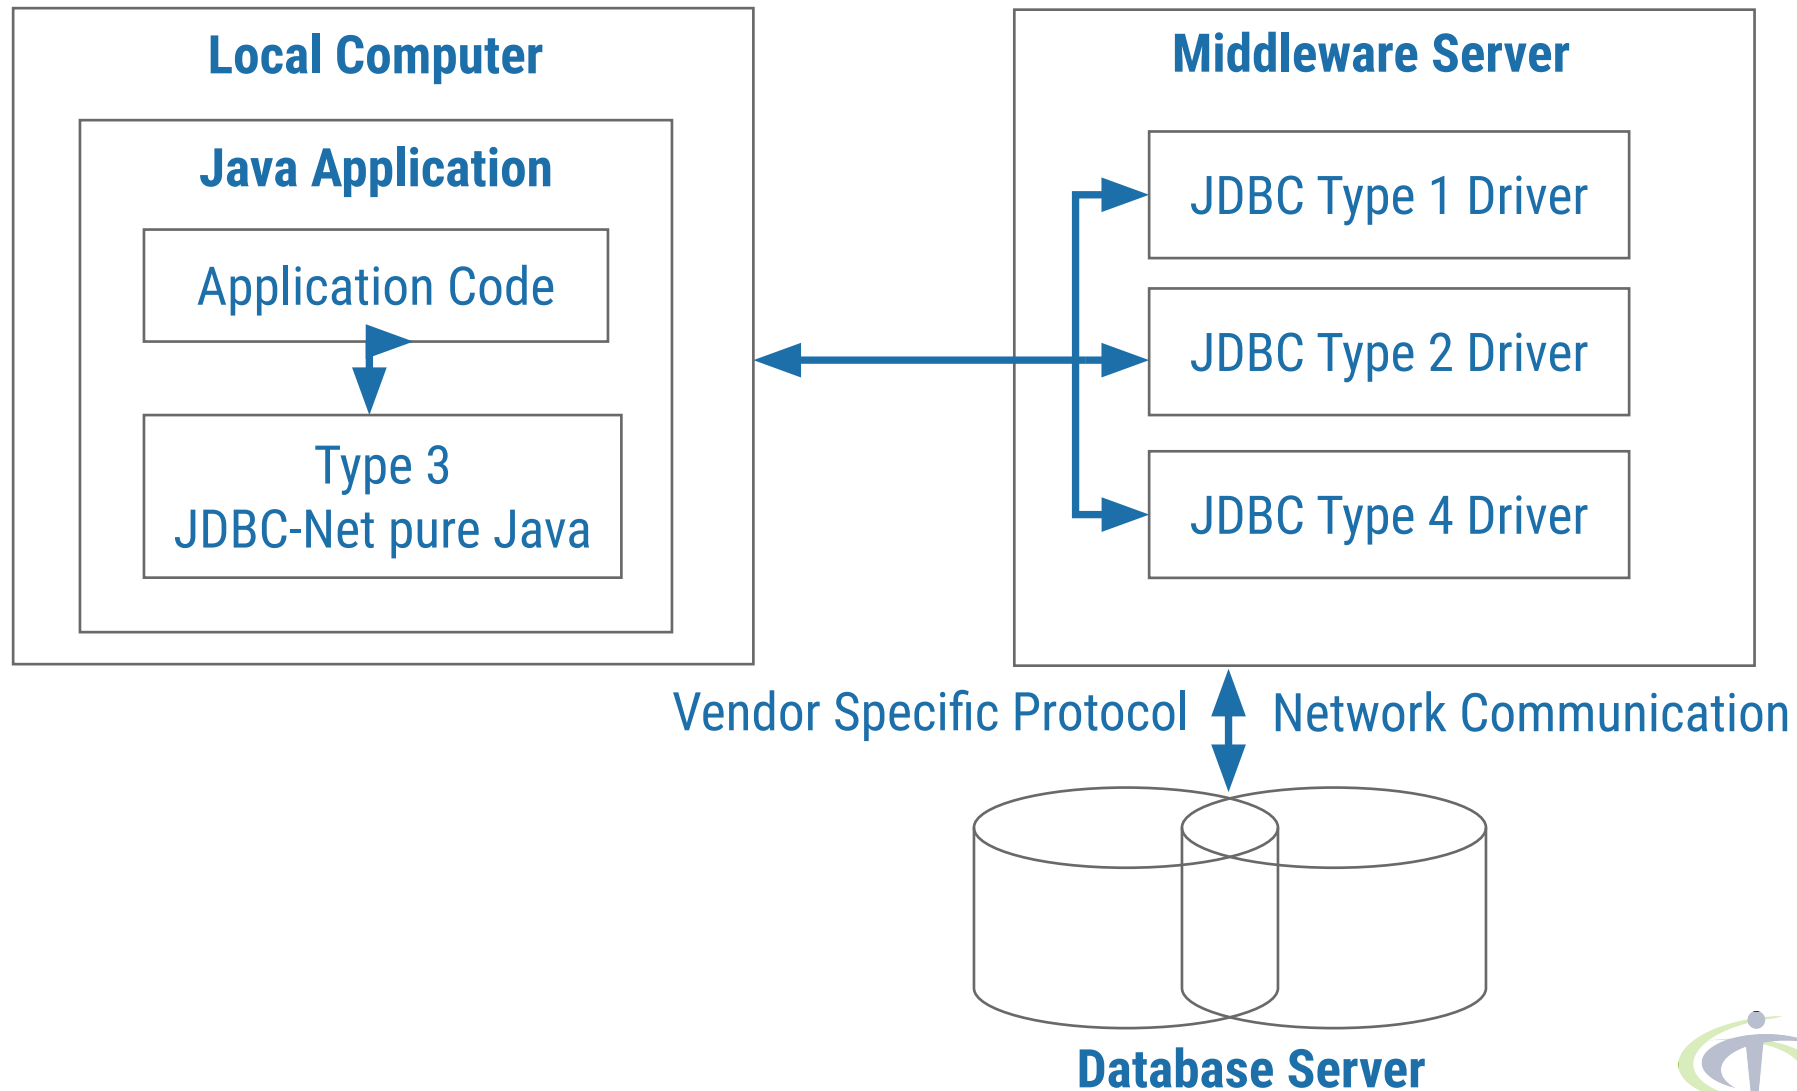 Local Computer
Java Application
Application Code
Type 3
JDBC-Net pure Java
Middleware Server
JDBC Type 1 Driver
JDBC Type 2 Driver
JDBC Type 4 Driver
Vendor Specific Protocol
Network Communication
Database Server